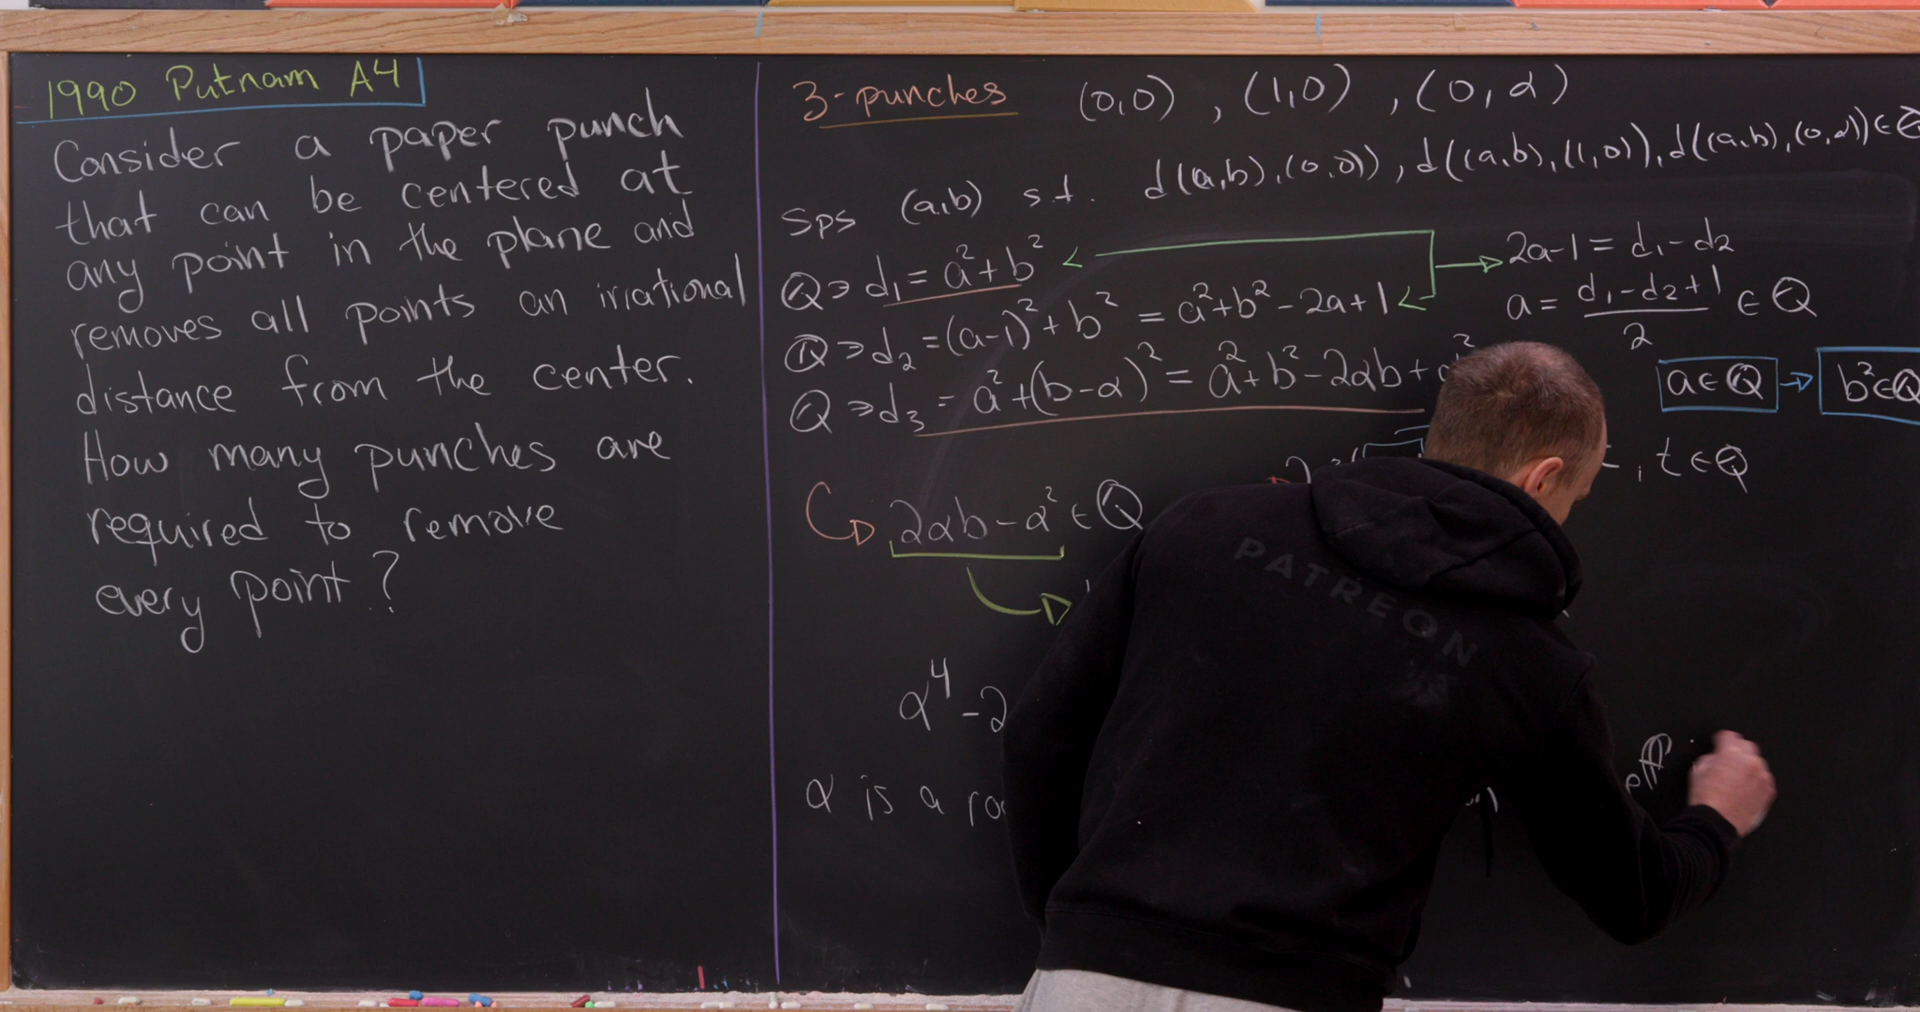 1990 Putnam A4
Consider a paper punch
that can be centered at
any point in the plane and
removes all points an irrational
distance from the center.
How many punches are
required to remove
every point?
3-punches (0,0) , (1,0) , (0,α)
Sps (a,b) s.t. d(a,b),(0,0)), d((a,b),(1,0)), d((a,b),(0,α)) ∈ Q
Q ∋ d₁ = a² + b²
Q ∋ d₂ = (a-1)² + b² = a² + b² - 2a + 1
Q ∋ d₃ = a² + (b-α)² = a² + b² - 2αb +
2a-1 = d₁ - d₂
a = (d₁ - d₂ + 1)/2 ∈ Q
a ∈ Q → b² ∈ Q
, t ∈ Q
2αb - α² ∈ Q
α⁴ - 2
α is a
PATREON